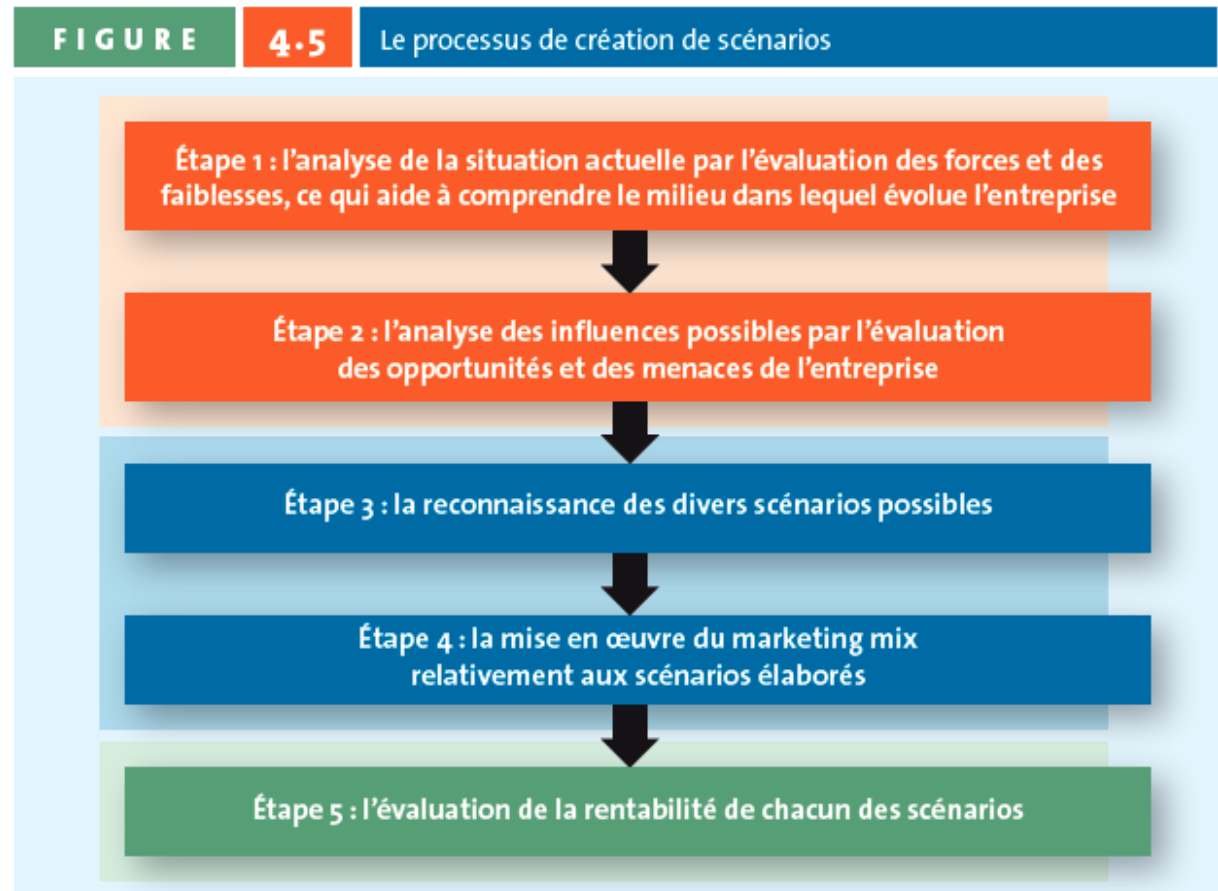 FIGURE 4.5 Le processus de création de scénarios
Étape 1 : l’analyse de la situation actuelle par l’évaluation des forces et des
faiblesses, ce qui aide à comprendre le milieu dans lequel évolue l’entreprise
Étape 2 : l’analyse des influences possibles par l’évaluation
des opportunités et des menaces de l’entreprise
Étape 3 : la reconnaissance des divers scénarios possibles
Étape 4 : la mise en œuvre du marketing mix
relativement aux scénarios élaborés
Étape 5 : l’évaluation de la rentabilité de chacun des scénarios